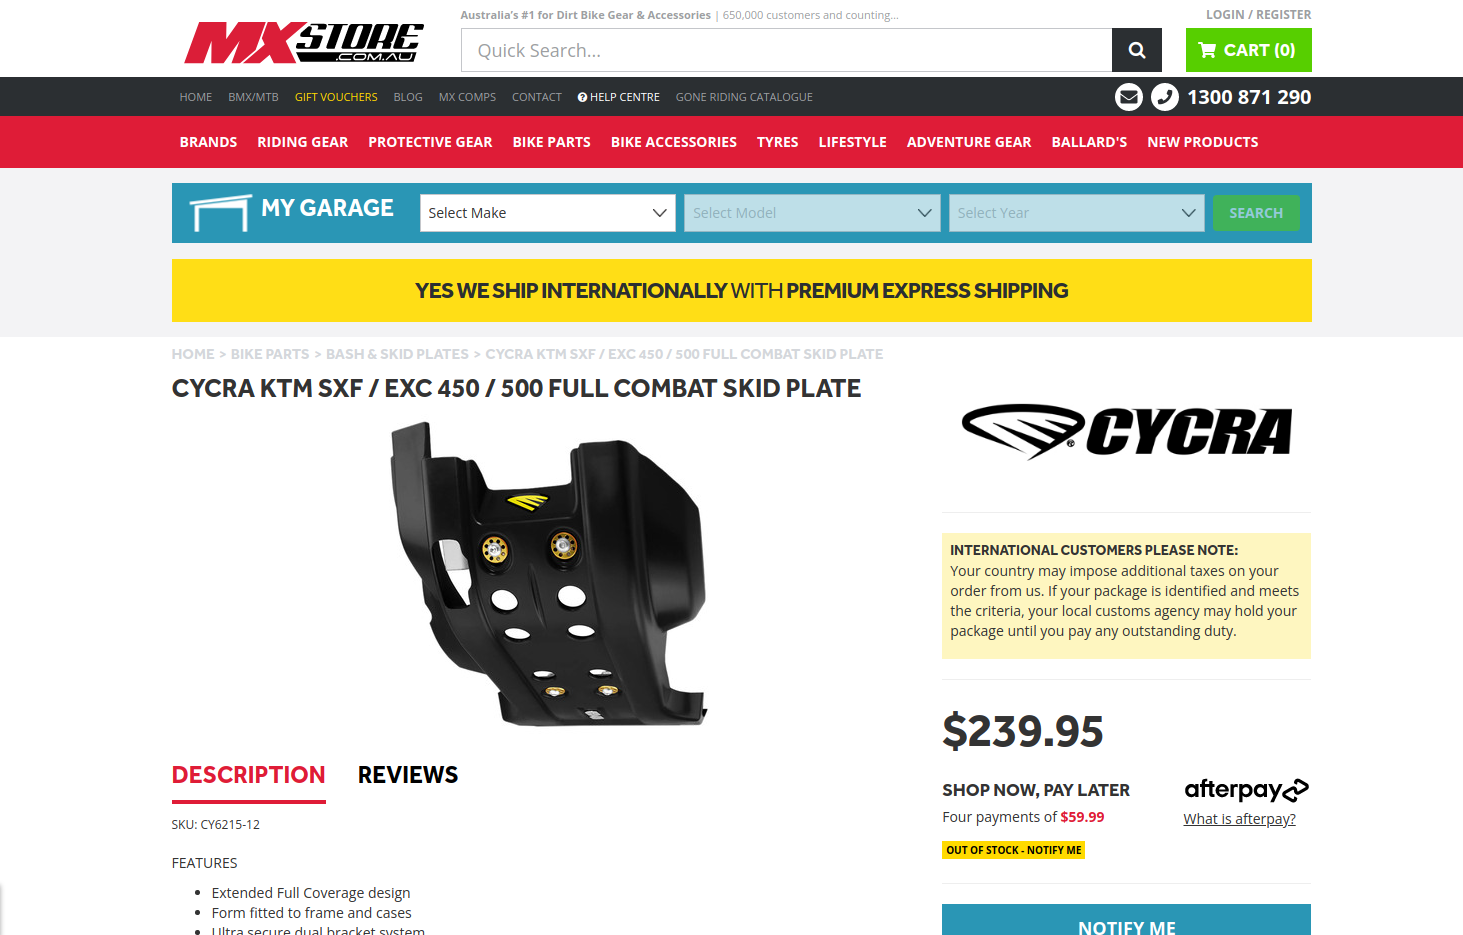 MXSTORE
.COM.AU
Australia's #1 for Dirt Bike Gear & Accessories | 650,000 customers and counting...
LOGIN / REGISTER
Quick Search...
CART (0)
HOME BMX/MTB GIFT VOUCHERS BLOG MX COMPS CONTACT HELP CENTRE GONE RIDING CATALOGUE
1300 871 290
BRANDS RIDING GEAR PROTECTIVE GEAR BIKE PARTS BIKE ACCESSORIES TYRES LIFESTYLE ADVENTURE GEAR BALLARD'S NEW PRODUCTS
MY GARAGE Select Make Select Model Select Year SEARCH
YES WE SHIP INTERNATIONALLY WITH PREMIUM EXPRESS SHIPPING
HOME > BIKE PARTS > BASH & SKID PLATES > CYCRA KTM SXF / EXC 450 / 500 FULL COMBAT SKID PLATE
CYCRA KTM SXF / EXC 450 / 500 FULL COMBAT SKID PLATE
CYCRA
INTERNATIONAL CUSTOMERS PLEASE NOTE:
Your country may impose additional taxes on your
order from us. If your package is identified and meets
the criteria, your local customs agency may hold your
package until you pay any outstanding duty.
$239.95
SHOP NOW, PAY LATER
afterpay
Four payments of $59.99
What is afterpay?
OUT OF STOCK - NOTIFY ME
NOTIFY ME
DESCRIPTION REVIEWS
SKU: CY6215-12
FEATURES
• Extended Full Coverage design
• Form fitted to frame and cases
• Ultra secure dual bracket system